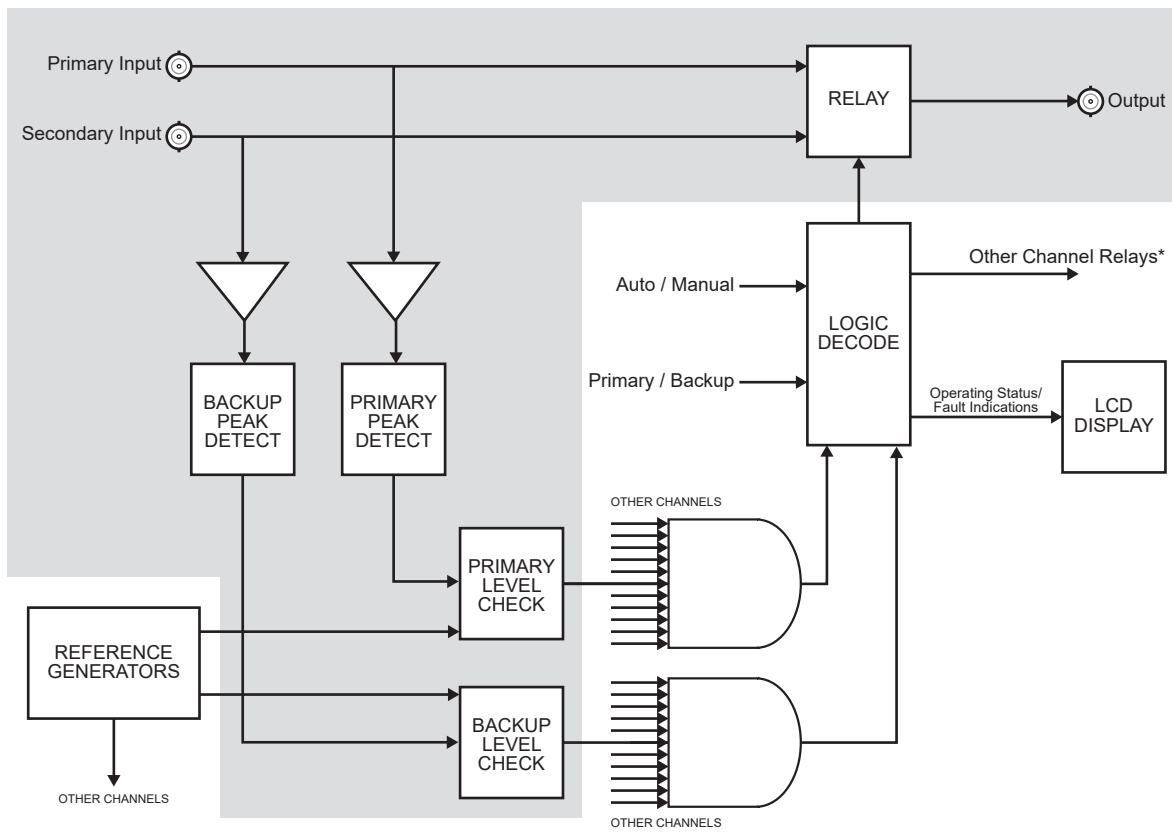 Primary Input
RELAY
Output
Secondary Input
Other Channel Relays*
Auto / Manual
LOGIC
DECODE
Primary / Backup
Operating Status/
Fault Indications
LCD
DISPLAY
BACKUP
PEAK
DETECT
PRIMARY
PEAK
DETECT
OTHER CHANNELS
PRIMARY
LEVEL
CHECK
REFERENCE
GENERATORS
BACKUP
LEVEL
CHECK
OTHER CHANNELS
OTHER CHANNELS